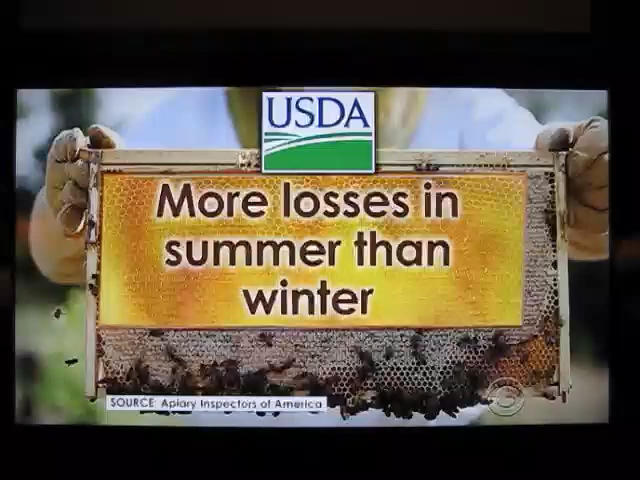 USDA
More losses in
summer than
winter
SOURCE: Apiary Inspectors of America